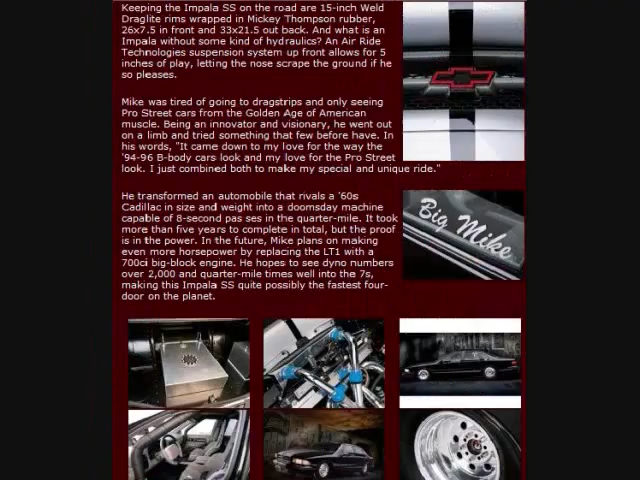 Keeping the Impala SS on the road are 15-inch Weld
Draglite rims wrapped in Mickey Thompson rubber,
26x7.5 in front and 33x21.5 out back. And what is an
Impala without some kind of hydraulics? An Air Ride
Technologies suspension system up front allows for 5
inches of play, letting the nose scrape the ground if he
so pleases.
Mike was tired of going to dragstrips and only seeing
Pro Street cars from the Golden Age of American
muscle. Being an innovator and visionary, he went out
on a limb and tried something that few before have. In
his words, "It came down to my love for the way the
'94-96 B-body cars look and my love for the Pro Street
look. I just combined both to make my special and unique ride."
He transformed an automobile that rivals a '60s
Cadillac in size and weight into a doomsday machine
capable of 8-second pas ses in the quarter-mile. It took
more than five years to complete in total, but the proof
is in the power. In the future, Mike plans on making
even more horsepower by replacing the LT1 with a
700ci big-block engine. He hopes to see dyno numbers
over 2,000 and quarter-mile times well into the 7s,
making this Impala SS quite possibly the fastest four-
door on the planet.
Big Mike